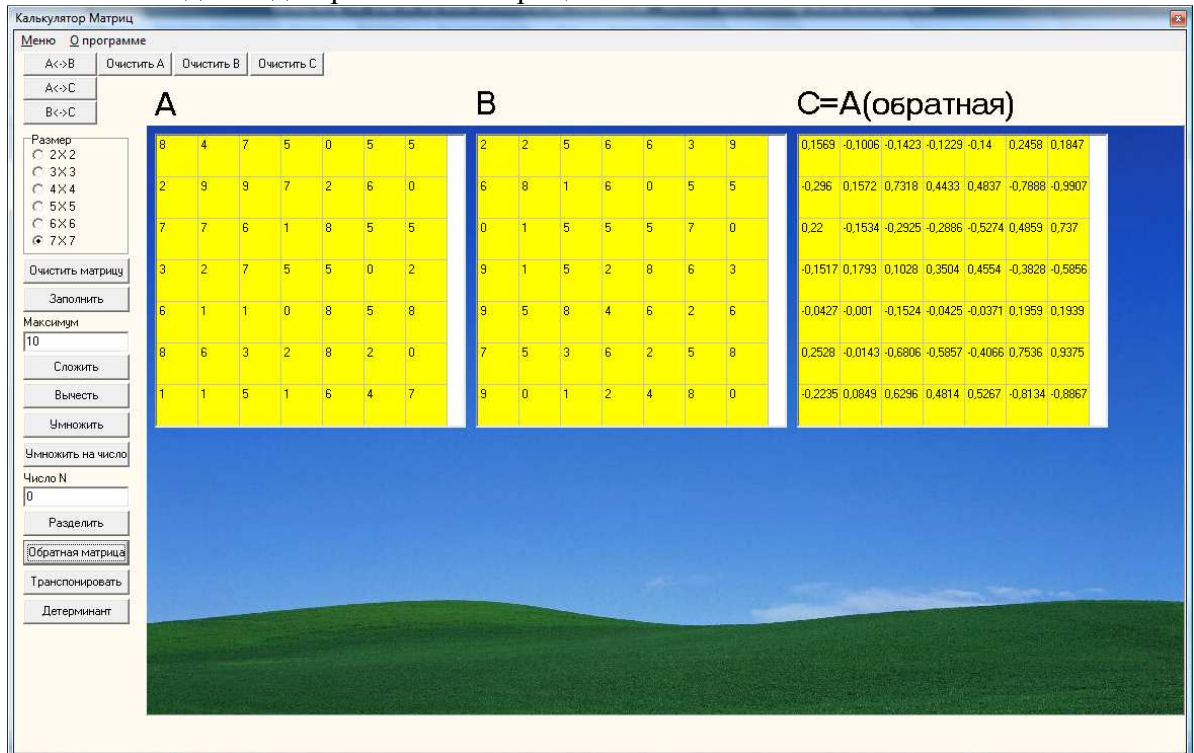 Калькулятор Матриц
Меню О программе
A<->B Очистить A Очистить B Очистить C
A<->C
B<->C
A B C=A(обратная)
Размер
2X2
3X3
4X4
5X5
6X6
7X7
8 4 7 5 0 5 5 2 2 5 6 6 3 9 0,1569 -0,1006 -0,1423 -0,1229 -0,14 0,2458 0,1847
2 9 9 7 2 6 0 6 8 1 6 0 5 5 -0,296 0,1572 0,7318 0,4433 0,4837 -0,7888 -0,9907
7 7 6 1 8 5 5 0 1 5 5 5 7 0 0,22 -0,1534 -0,2925 -0,2886 -0,5274 0,4859 0,737
3 2 7 5 5 0 2 9 1 5 2 8 6 3 -0,1517 0,1793 0,1028 0,3504 0,4554 -0,3828 -0,5856
6 1 1 0 8 5 8 9 5 8 4 6 2 6 -0,0427 -0,001 -0,1524 -0,0425 -0,0371 0,1959 0,1939
8 6 3 2 8 2 0 7 5 3 6 2 5 8 0,2528 -0,0143 -0,6806 -0,5857 -0,4066 0,7536 0,9375
1 1 5 1 6 4 7 9 0 1 2 4 8 0 -0,2235 0,0849 0,6296 0,4814 0,5267 -0,8134 -0,8867
Очистить матрицу
Заполнить
Максимум
10
Сложить
Вычесть
Умножить
Умножить на число
Число N
0
Разделить
Обратная матрица
Транспонировать
Детерминант